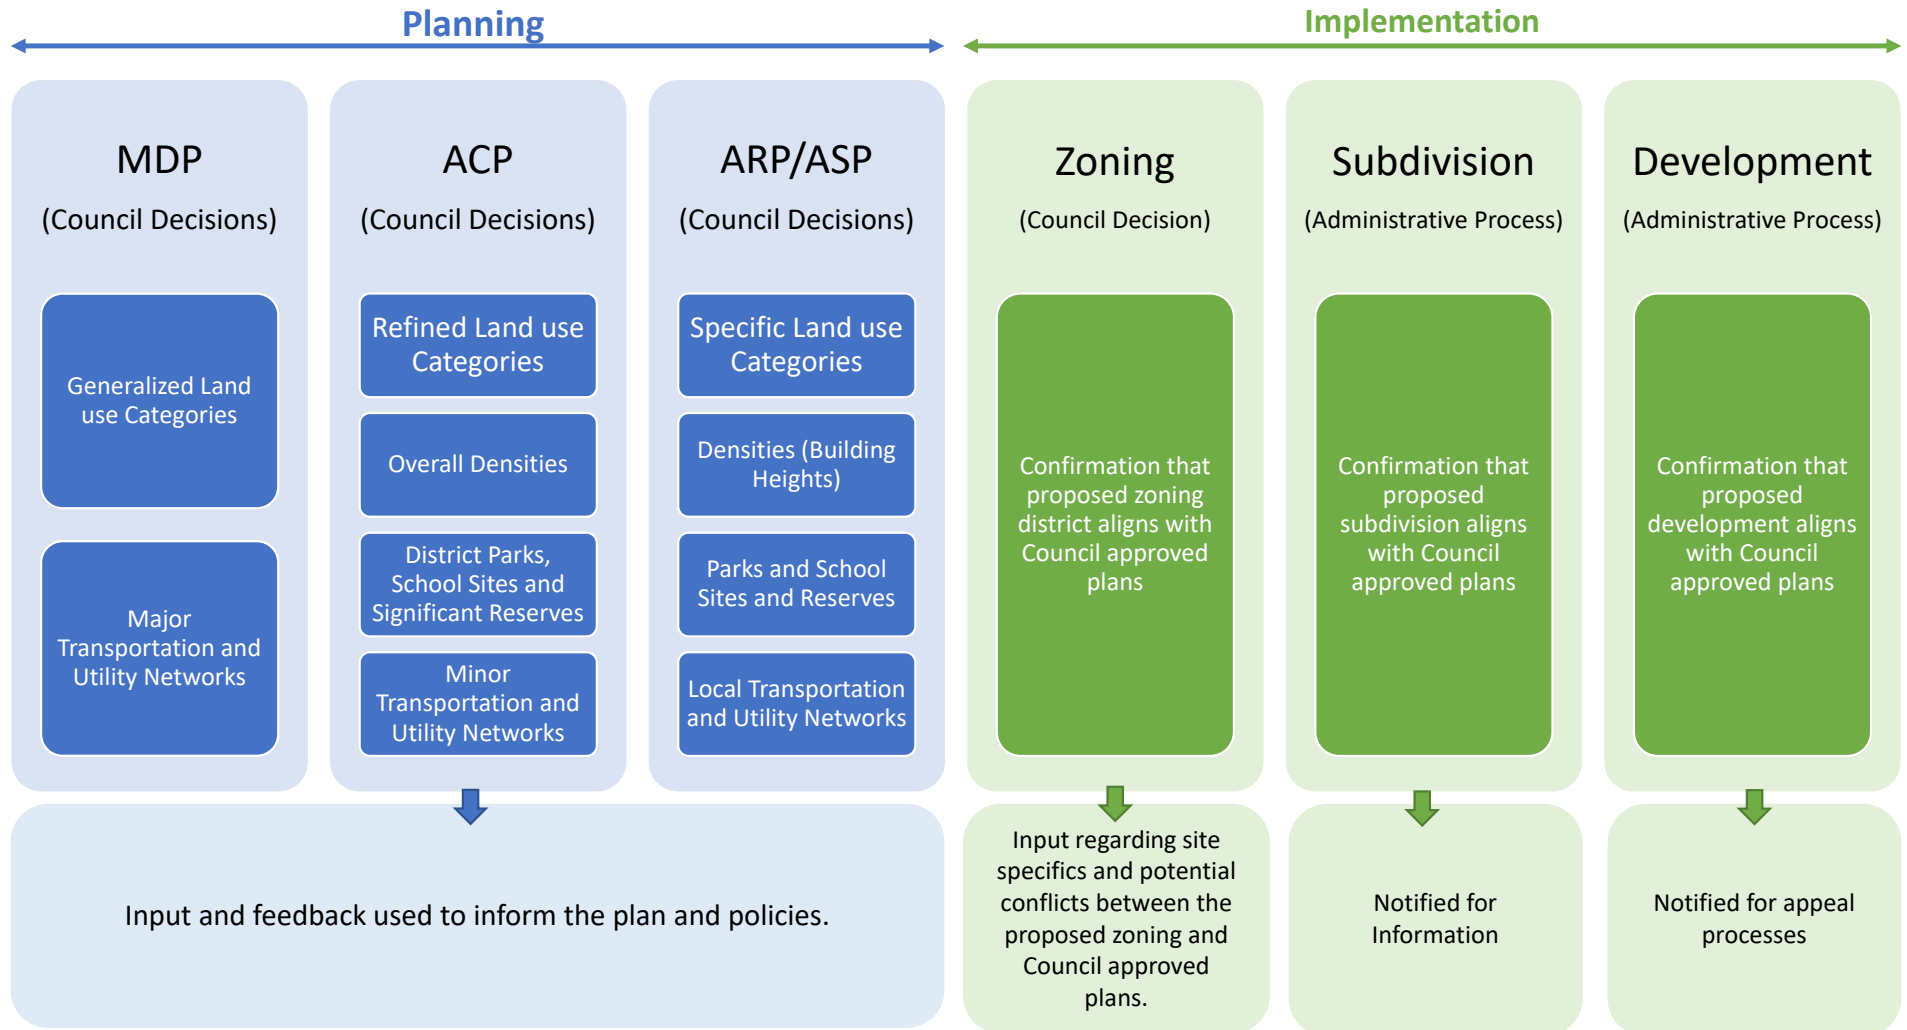 Planning
Implementation
MDP
(Council Decisions)
Generalized Land
use Categories
Major
Transportation and
Utility Networks
ACP
(Council Decisions)
Refined Land use
Categories
Overall Densities
District Parks,
School Sites and
Significant Reserves
Minor
Transportation and
Utility Networks
ARP/ASP
(Council Decisions)
Specific Land use
Categories
Densities (Building
Heights)
Parks and School
Sites and Reserves
Local Transportation
and Utility Networks
Input and feedback used to inform the plan and policies.
Zoning
(Council Decision)
Confirmation that
proposed zoning
district aligns with
Council approved
plans
Input regarding site
specifics and potential
conflicts between the
proposed zoning and
Council approved
plans.
Subdivision
(Administrative Process)
Confirmation that
proposed
subdivision aligns
with Council
approved plans
Notified for
Information
Development
(Administrative Process)
Confirmation that
proposed
development aligns
with Council
approved plans
Notified for appeal
processes